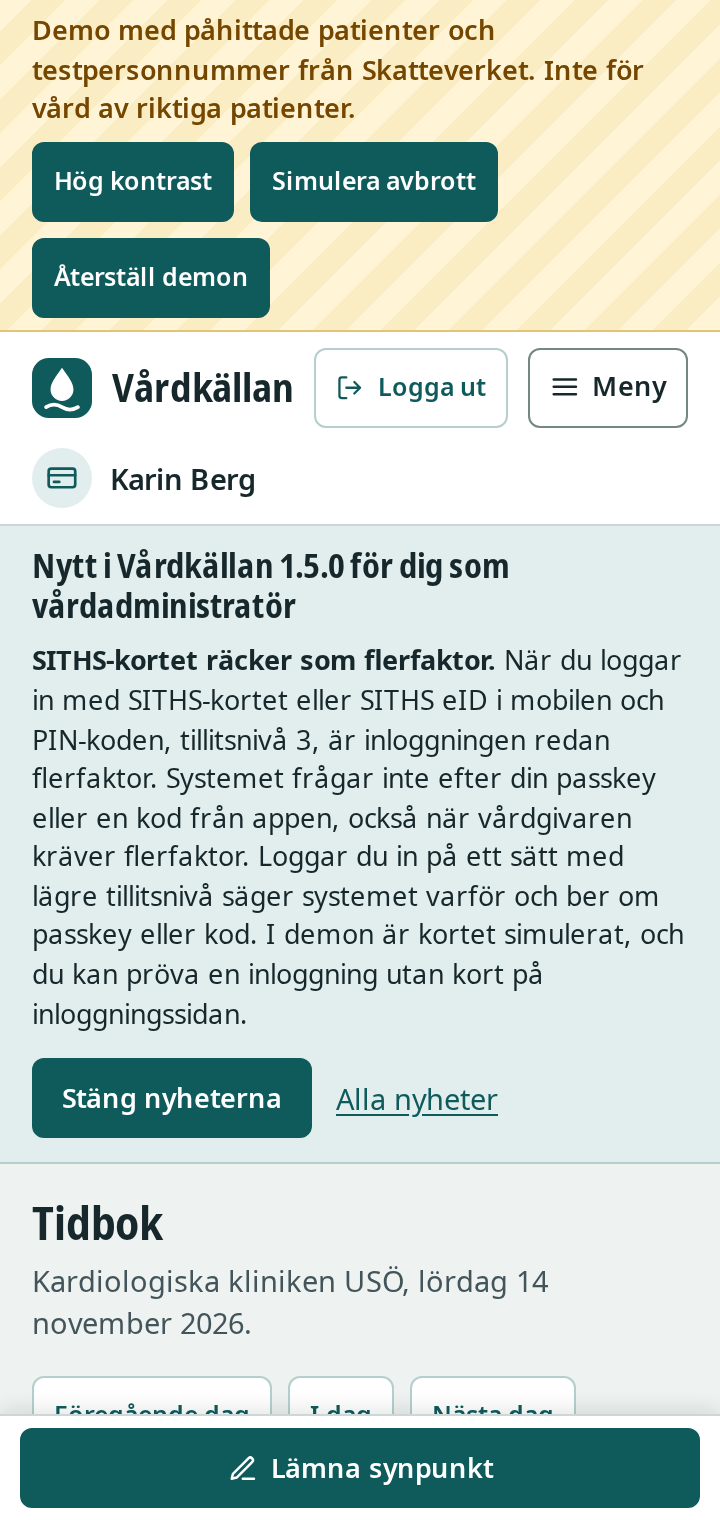 Demo med påhittade patienter och
testpersonnummer från Skatteverket. Inte för
vård av riktiga patienter.
Hög kontrast
Simulera avbrott
Återställ demon
Vårdkällan
Logga ut
Meny
Karin Berg
Nytt i Vårdkällan 1.5.0 för dig som
vårdadministratör
SITHS-kortet räcker som flerfaktor. När du loggar
in med SITHS-kortet eller SITHS eID i mobilen och
PIN-koden, tillitsnivå 3, är inloggningen redan
flerfaktor. Systemet frågar inte efter din passkey
eller en kod från appen, också när vårdgivaren
kräver flerfaktor. Loggar du in på ett sätt med
lägre tillitsnivå säger systemet varför och ber om
passkey eller kod. I demon är kortet simulerat, och
du kan pröva en inloggning utan kort på
inloggningssidan.
Stäng nyheterna
Alla nyheter
Tidbok
Kardiologiska kliniken USÖ, lördag 14
november 2026.
Föregående dag
I dag
Nästa dag
Lämna synpunkt